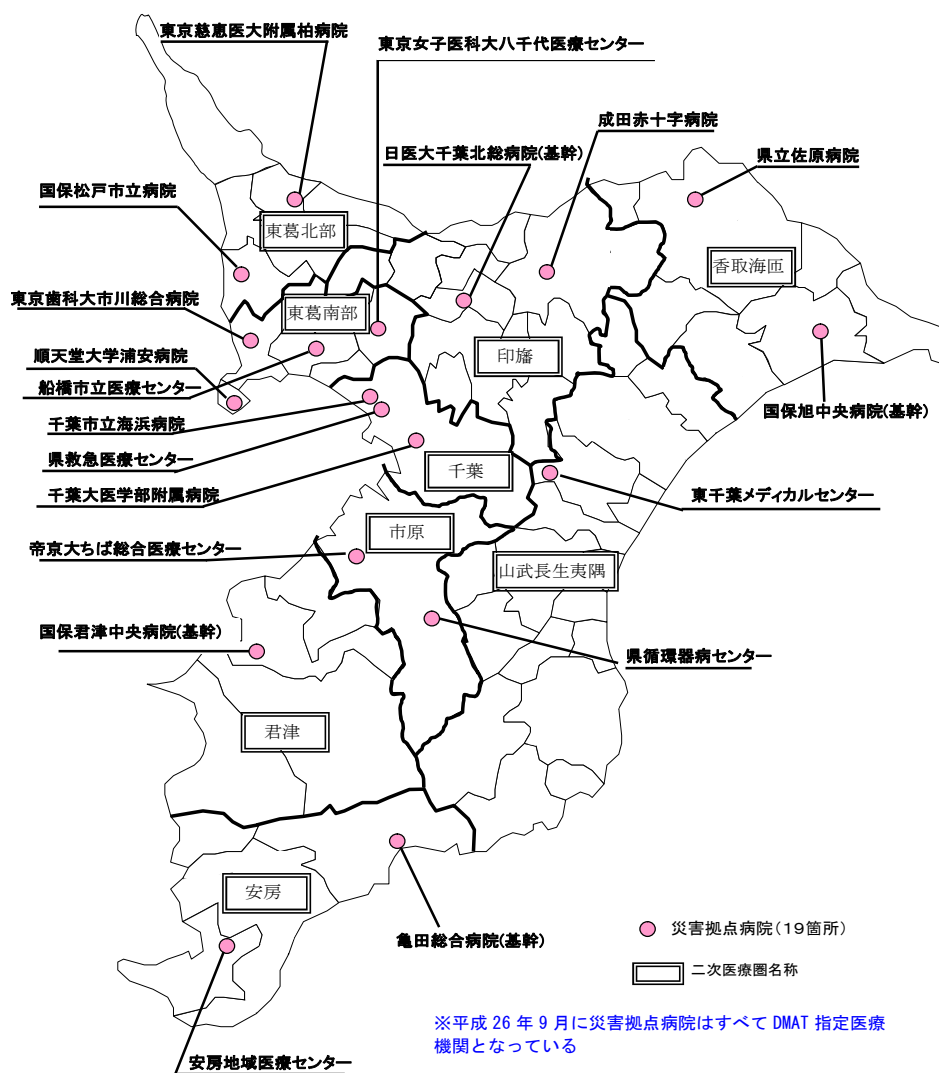 東京慈恵医大附属柏病院
東京女子医科大八千代医療センター
成田赤十字病院
日医大千葉北総病院(基幹)
県立佐原病院
国保松戸市立病院
東葛北部
香取海匝
東京歯科大市川総合病院
東葛南部
印旛
順天堂大学浦安病院
船橋市立医療センター
国保旭中央病院(基幹)
千葉市立海浜病院
県救急医療センター
千葉
千葉大医学部附属病院
東千葉メディカルセンター
市原
帝京大ちば総合医療センター
山武長生夷隅
国保君津中央病院(基幹)
県循環器病センター
君津
安房
亀田総合病院(基幹)
災害拠点病院(19箇所)
二次医療圏名称
※平成 26 年 9 月に災害拠点病院はすべて DMAT 指定医療
機関となっている
安房地域医療センター